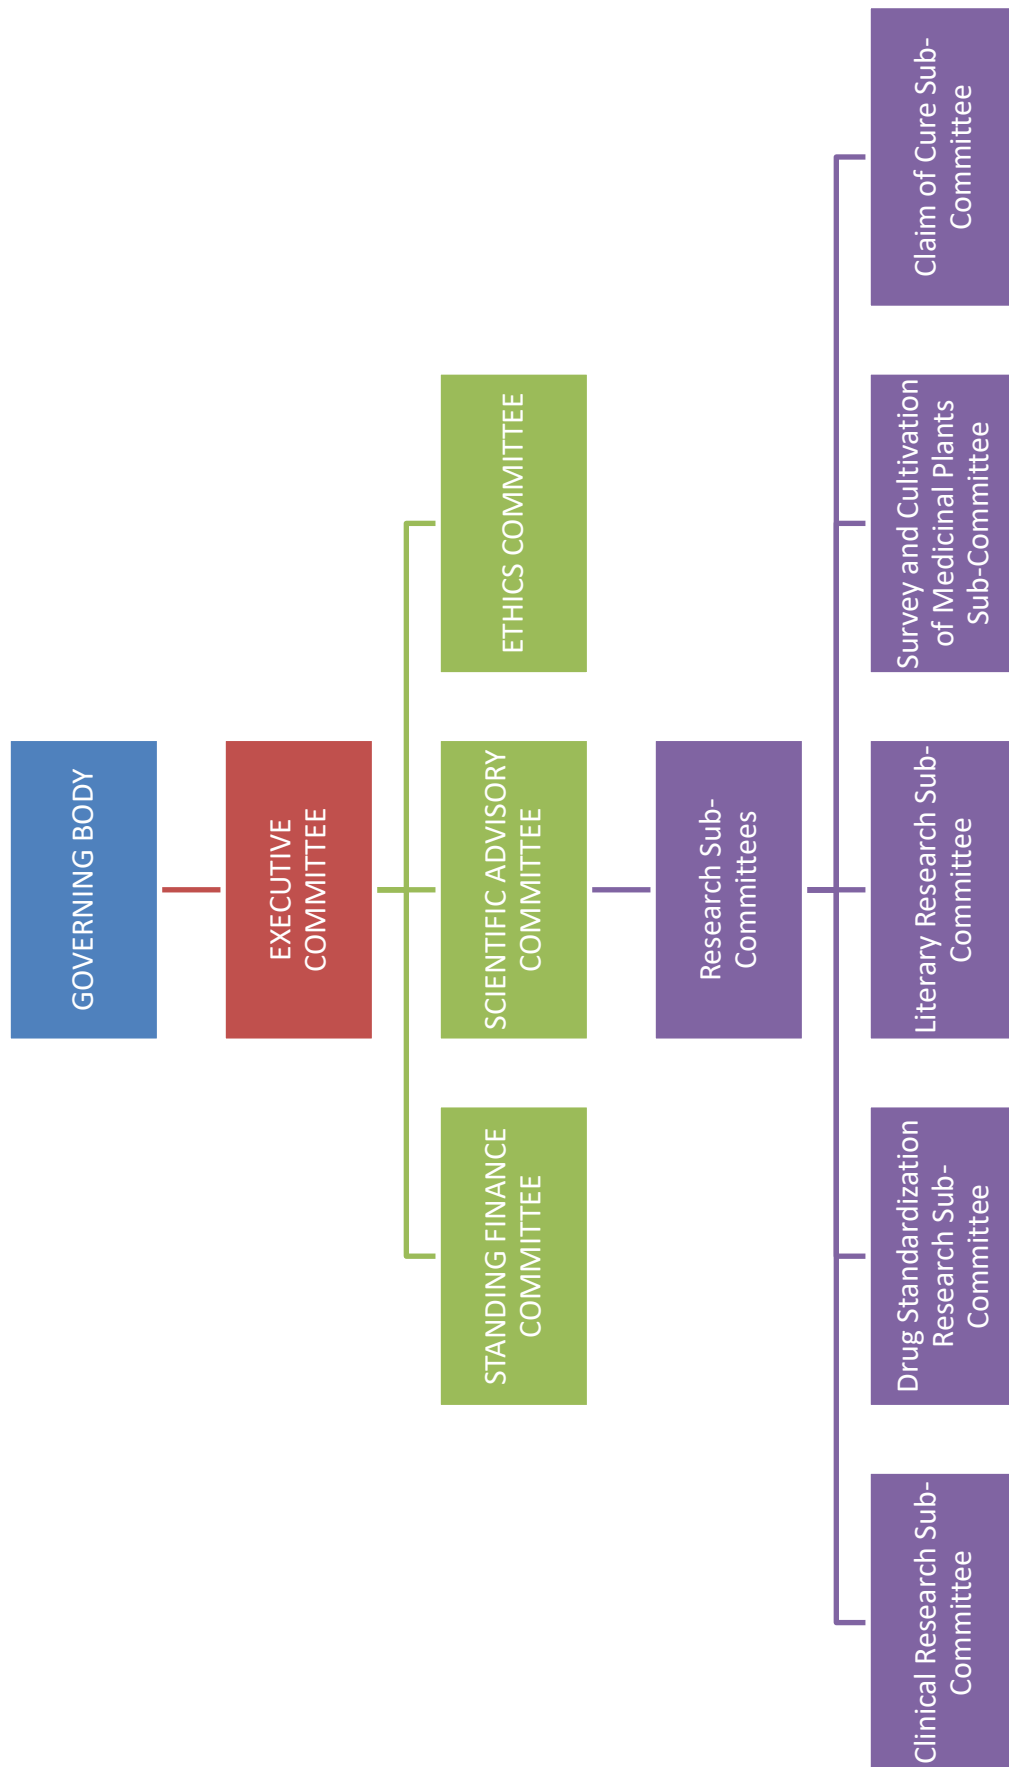 GOVERNING BODY
EXECUTIVE
COMMITTEE
STANDING FINANCE
COMMITTEE
SCIENTIFIC ADVISORY
COMMITTEE
ETHICS COMMITTEE
Research Sub-
Committees
Clinical Research Sub-
Committee
Drug Standardization
Research Sub-
Committee
Literary Research Sub-
Committee
Survey and Cultivation
of Medicinal Plants
Sub-Committee
Claim of Cure Sub-
Committee